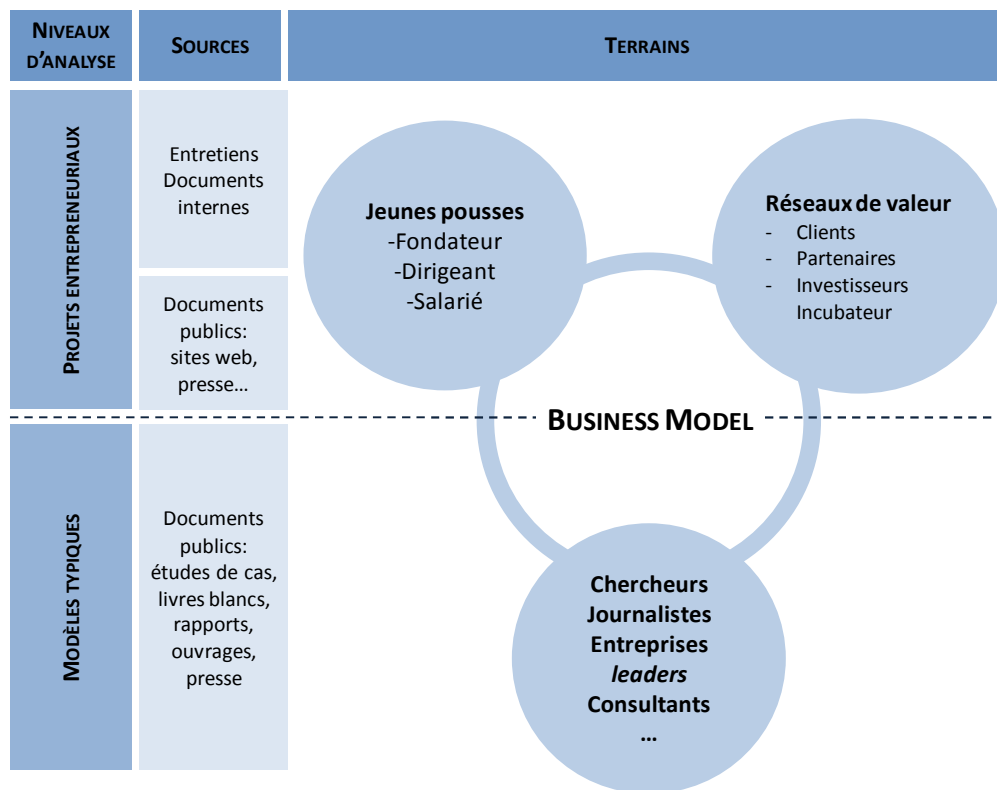 NIVEAUX
D'ANALYSE
SOURCES
TERRAINS
PROJETS ENTREPRENEURIAUX
Entretiens
Documents
internes
Documents
publics:
sites web,
presse…
Jeunes pousses
-Fondateur
-Dirigeant
-Salarié
Réseaux de valeur
- Clients
- Partenaires
- Investisseurs
Incubateur
BUSINESS MODEL
MODÈLES TYPIQUES
Documents
publics:
études de cas,
livres blancs,
rapports,
ouvrages,
presse
Chercheurs
Journalistes
Entreprises
leaders
Consultants
…